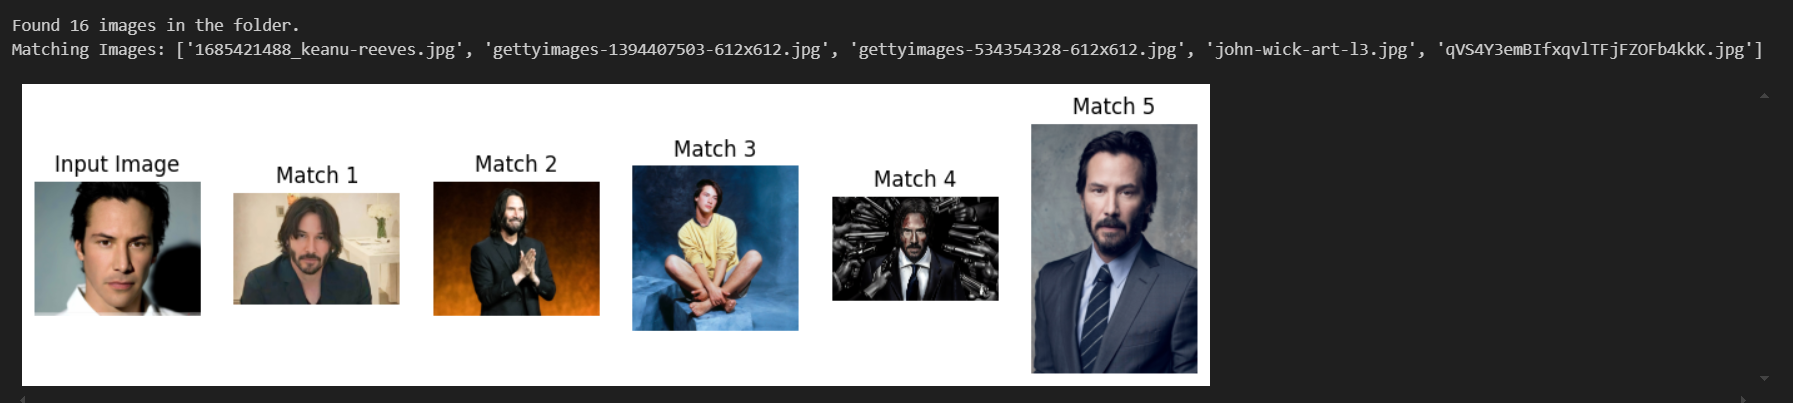 Found 16 images in the folder.
Matching Images: ['1685421488_keanu-reeves.jpg', 'gettyimages-1394407503-612x612.jpg', 'gettyimages-534354328-612x612.jpg', 'john-wick-art-l3.jpg', 'qVS4Y3emBIfxqvlTFjFZOFb4kkK.jpg']
Input Image
Match 1
Match 2
Match 3
Match 4
Match 5